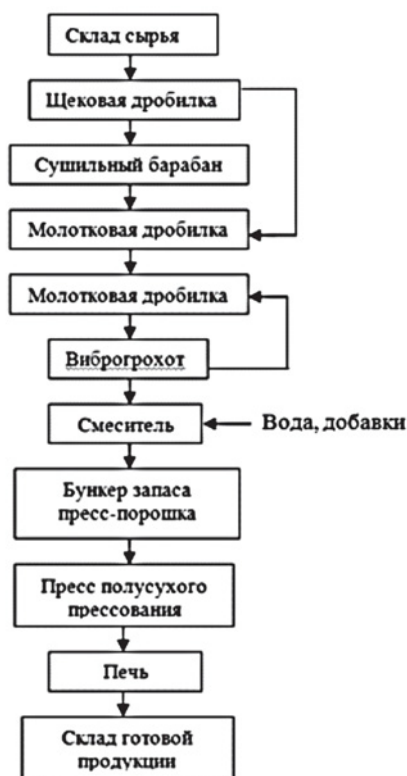 Склад сырья
Щековая дробилка
Сушильный барабан
Молотковая дробилка
Молотковая дробилка
Виброгрохот
Смеситель
Вода, добавки
Бункер запаса
пресс-порошка
Пресс полусухого
прессования
Печь
Склад готовой
продукции